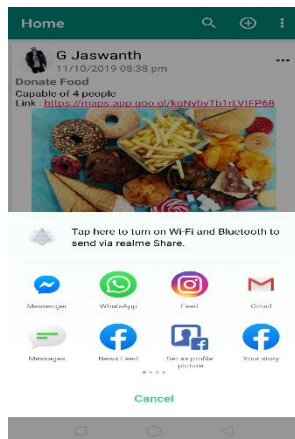 Home
G Jaswanth
11/10/2019 08:38 pm
Donate Food
Capable of 4 people
Link : https://maps.app.goo.gl/kgNybyTb1rLVtFP68
Tap here to turn on Wi-Fi and Bluetooth to
send via realme Share.
Messenger WhatsApp Feed Gmail
Messages News Feed Set as profile picture Your story
Cancel